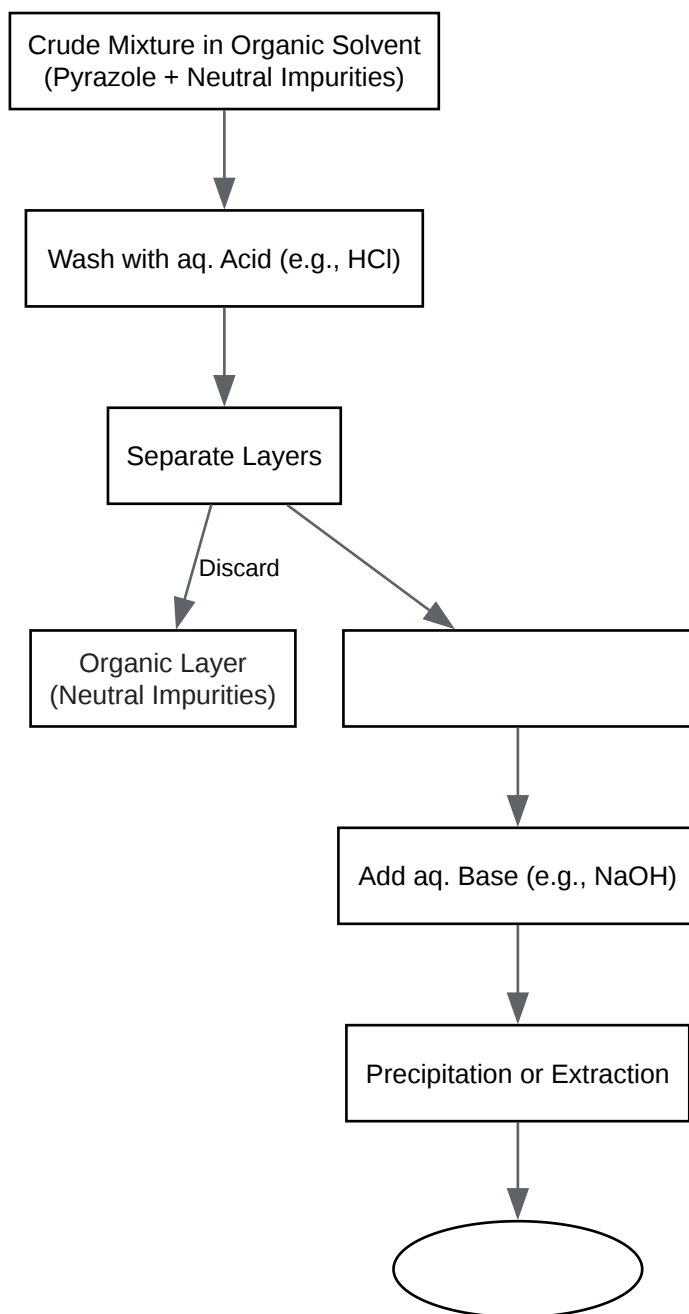 Crude Mixture in Organic Solvent
(Pyrazole + Neutral Impurities)
Wash with aq. Acid (e.g., HCl)
Separate Layers
Discard
Organic Layer
(Neutral Impurities)
Add aq. Base (e.g., NaOH)
Precipitation or Extraction